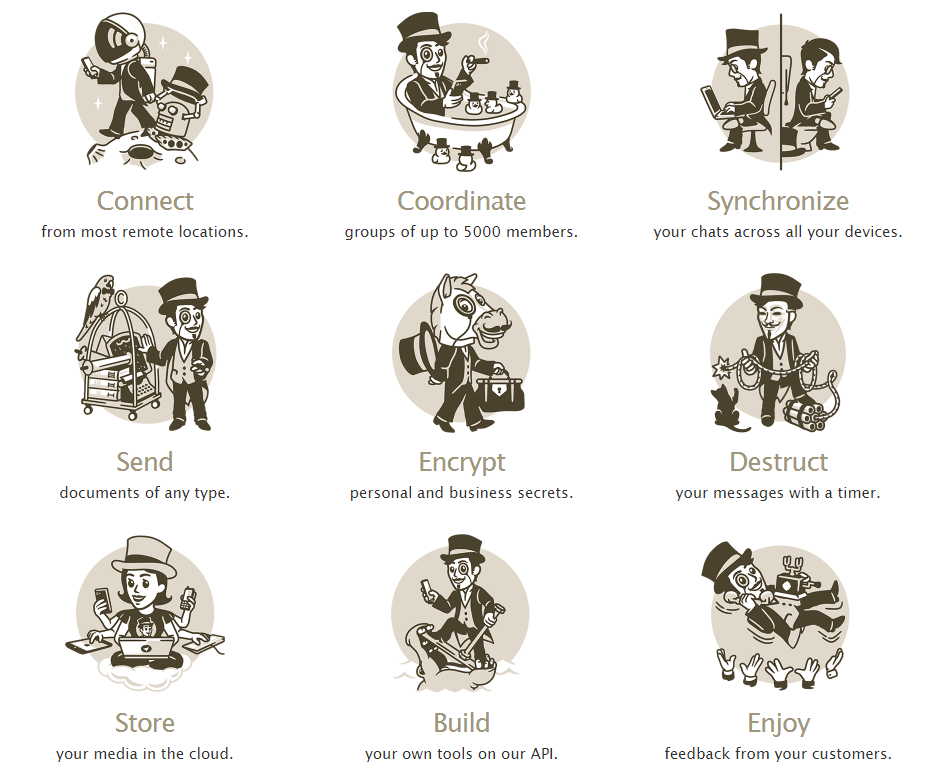 Connect
from most remote locations.
Coordinate
groups of up to 5000 members.
Synchronize
your chats across all your devices.
Send
documents of any type.
Encrypt
personal and business secrets.
Destruct
your messages with a timer.
Store
your media in the cloud.
Build
your own tools on our API.
Enjoy
feedback from your customers.